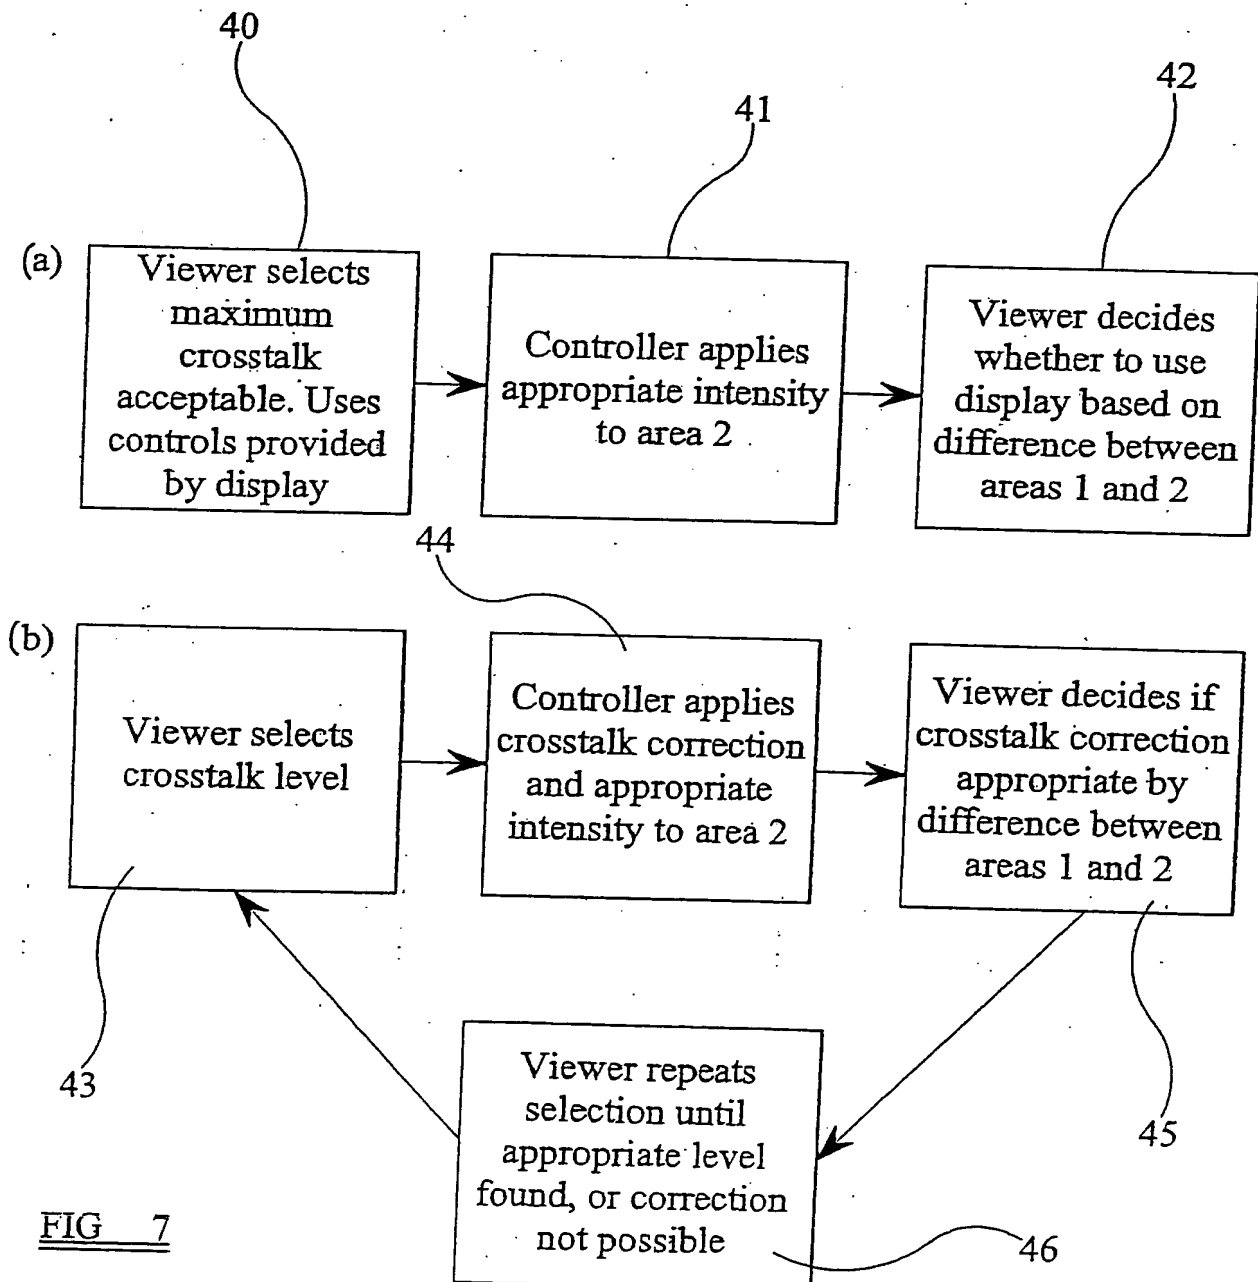 40
41
42
(a)
Viewer selects
maximum
crosstalk
acceptable. Uses
controls provided
by display
Controller applies
appropriate intensity
to area 2
Viewer decides
whether to use
display based on
difference between
areas 1 and 2
44
(b)
Viewer selects
crosstalk level
Controller applies
crosstalk correction
and appropriate
intensity to area 2
Viewer decides if
crosstalk correction
appropriate by
difference between
areas 1 and 2
43
45
Viewer repeats
selection until
appropriate level
found, or correction
not possible
46
FIG 7